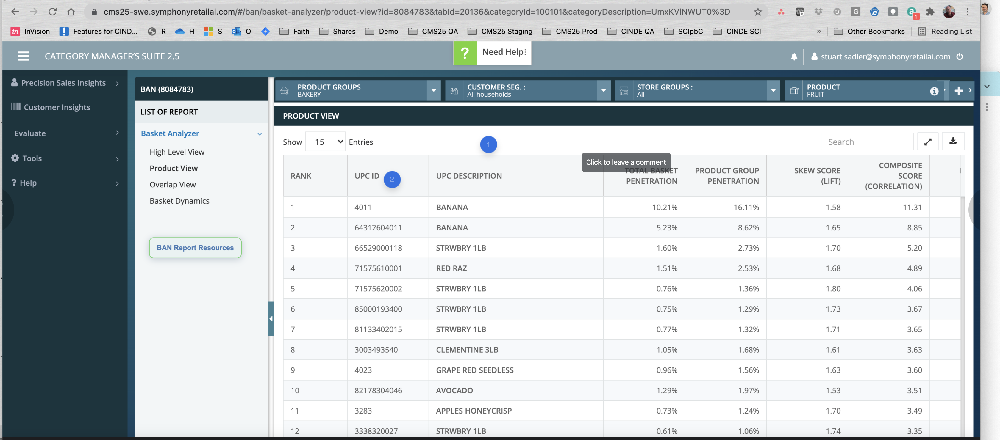 cms25-swe.symphonyretailai.com/#/ban/basket-analyzer/product-view?id=8084783&tabId=20136&categoryId=100101&categoryDescription=UmxKVlNWUT0%3D
1
InVision
Features for CIND...
R
H
S
O
Faith
Shares
Demo
CMS25 QA
CMS25 Staging
CMS25 Prod
CINDE QA
SCIpbC
CINDE SCI
»
Other Bookmarks
Reading List
CATEGORY MANAGER'S SUITE 2.5
? Need Help
stuart.sadler@symphonyretailai.com
Precision Sales Insights
Customer Insights
Evaluate
Tools
? Help
BAN (8084783)
LIST OF REPORT
Basket Analyzer
High Level View
Product View
Overlap View
Basket Dynamics
BAN Report Resources
PRODUCT GROUPS
BAKERY
CUSTOMER SEG. :
All households
STORE GROUPS :
All
PRODUCT
FRUIT
PRODUCT VIEW
Show 15 Entries
1
Search
Click to leave a comment
RANK
UPC ID
2
UPC DESCRIPTION
TOTAL BASKET
PENETRATION
PRODUCT GROUP
PENETRATION
SKEW SCORE
(LIFT)
COMPOSITE
SCORE
(CORRELATION)
1 4011 BANANA 10.21% 16.11% 1.58 11.31
2 64312604011 BANANA 5.23% 8.62% 1.65 8.85
3 66529000118 STRWBRY 1LB 1.60% 2.73% 1.70 5.20
4 71575610001 RED RAZ 1.51% 2.53% 1.68 4.89
5 71575620002 STRWBRY 1LB 0.76% 1.36% 1.80 4.06
6 85000193400 STRWBRY 1LB 0.75% 1.29% 1.73 3.67
7 81133402015 STRWBRY 1LB 0.77% 1.32% 1.71 3.65
8 3003493540 CLEMENTINE 3LB 1.05% 1.68% 1.61 3.63
9 4023 GRAPE RED SEEDLESS 0.96% 1.56% 1.63 3.60
10 82178304046 AVOCADO 1.29% 1.97% 1.53 3.51
11 3283 APPLES HONEYCRISP 0.73% 1.24% 1.70 3.49
12 3338320027 STRWBRY 1LB 0.61% 1.06% 1.74 3.35